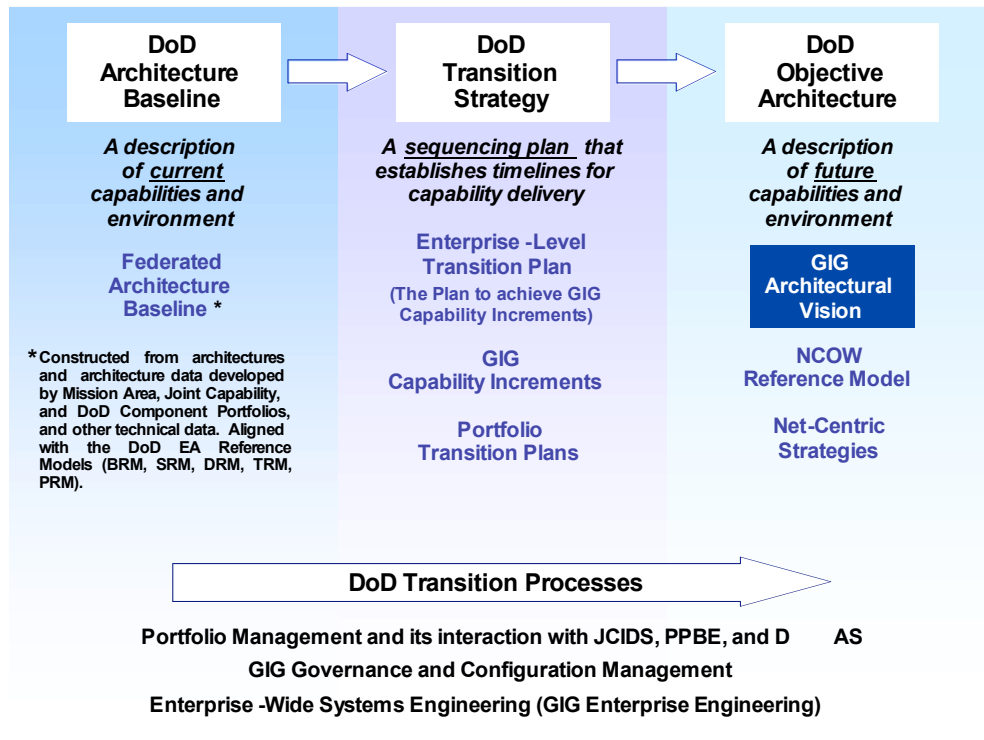 DoD
Architecture
Baseline
A description
of current
capabilities and
environment
Federated
Architecture
Baseline *
* Constructed from architectures
and architecture data developed
by Mission Area, Joint Capability,
and DoD Component Portfolios,
and other technical data. Aligned
with the DoD EA Reference
Models (BRM, SRM, DRM, TRM,
PRM).
DoD
Transition
Strategy
A sequencing plan that
establishes timelines for
capability delivery
Enterprise -Level
Transition Plan
(The Plan to achieve GIG
Capability Increments)
GIG
Capability Increments
Portfolio
Transition Plans
DoD
Objective
Architecture
A description
of future
capabilities and
environment
GIG
Architectural
Vision
NCOW
Reference Model
Net-Centric
Strategies
DoD Transition Processes
Portfolio Management and its interaction with JCIDS, PPBE, and D AS
GIG Governance and Configuration Management
Enterprise -Wide Systems Engineering (GIG Enterprise Engineering)